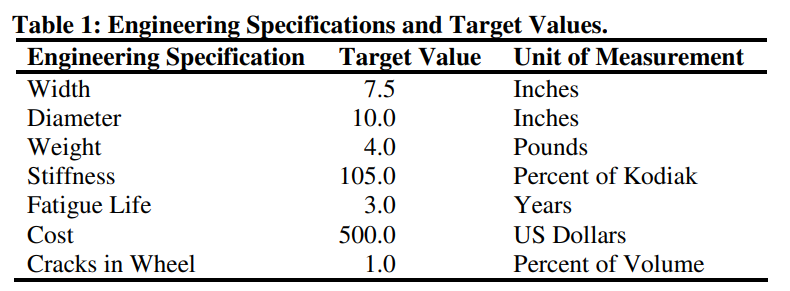 Table 1: Engineering Specifications and Target Values.
Engineering Specification Target Value Unit of Measurement
Width 7.5 Inches
Diameter 10.0 Inches
Weight 4.0 Pounds
Stiffness 105.0 Percent of Kodiak
Fatigue Life 3.0 Years
Cost 500.0 US Dollars
Cracks in Wheel 1.0 Percent of Volume